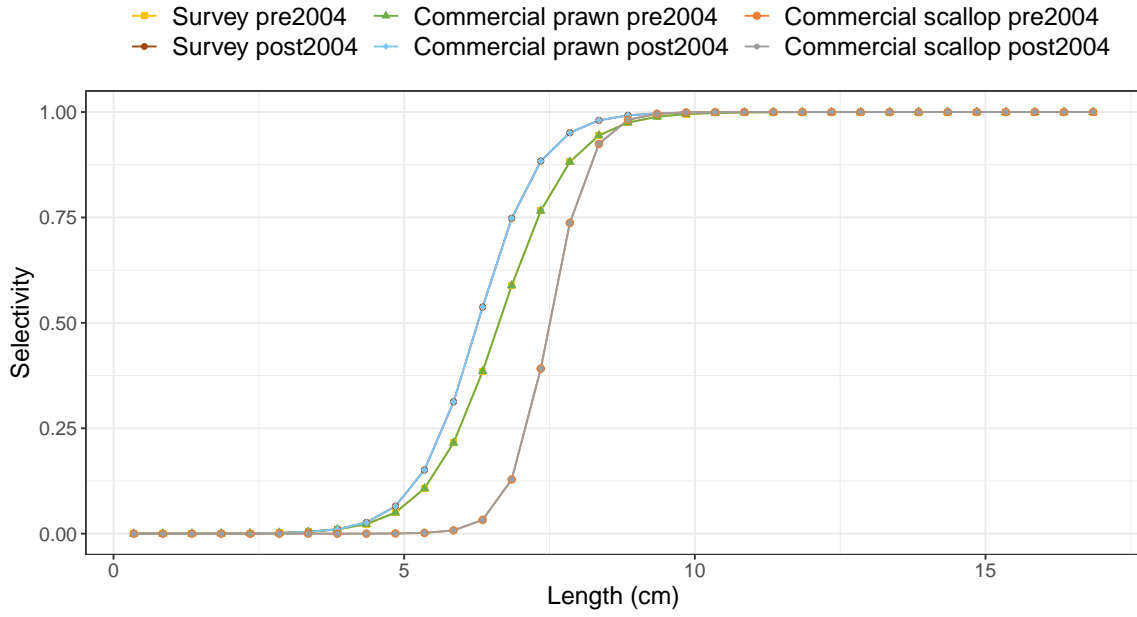 Survey pre2004 Commercial prawn pre2004 Commercial scallop pre2004
Survey post2004 Commercial prawn post2004 Commercial scallop post2004
1.00
0.75
0.50
0.25
0.00
Selectivity
0 5 10 15
Length (cm)